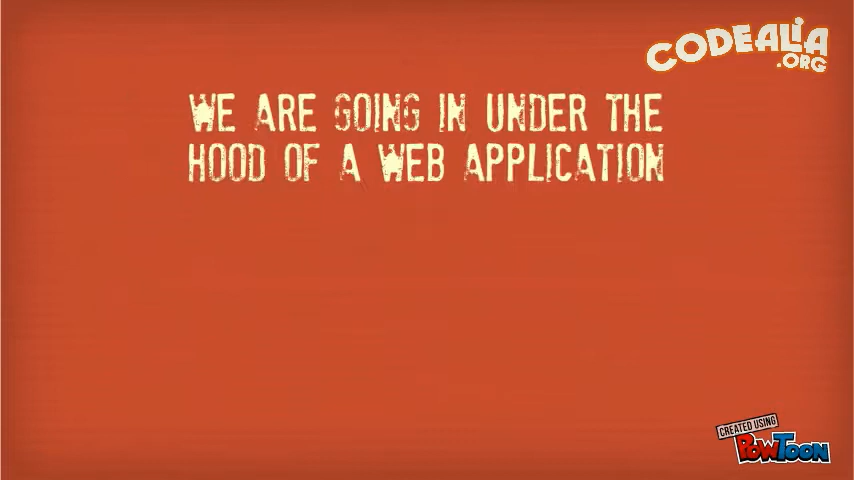 CODEALIA
.ORG
WE ARE GOING IN UNDER THE
HOOD OF A WEB APPLICATION
CREATED USING
POWTOON